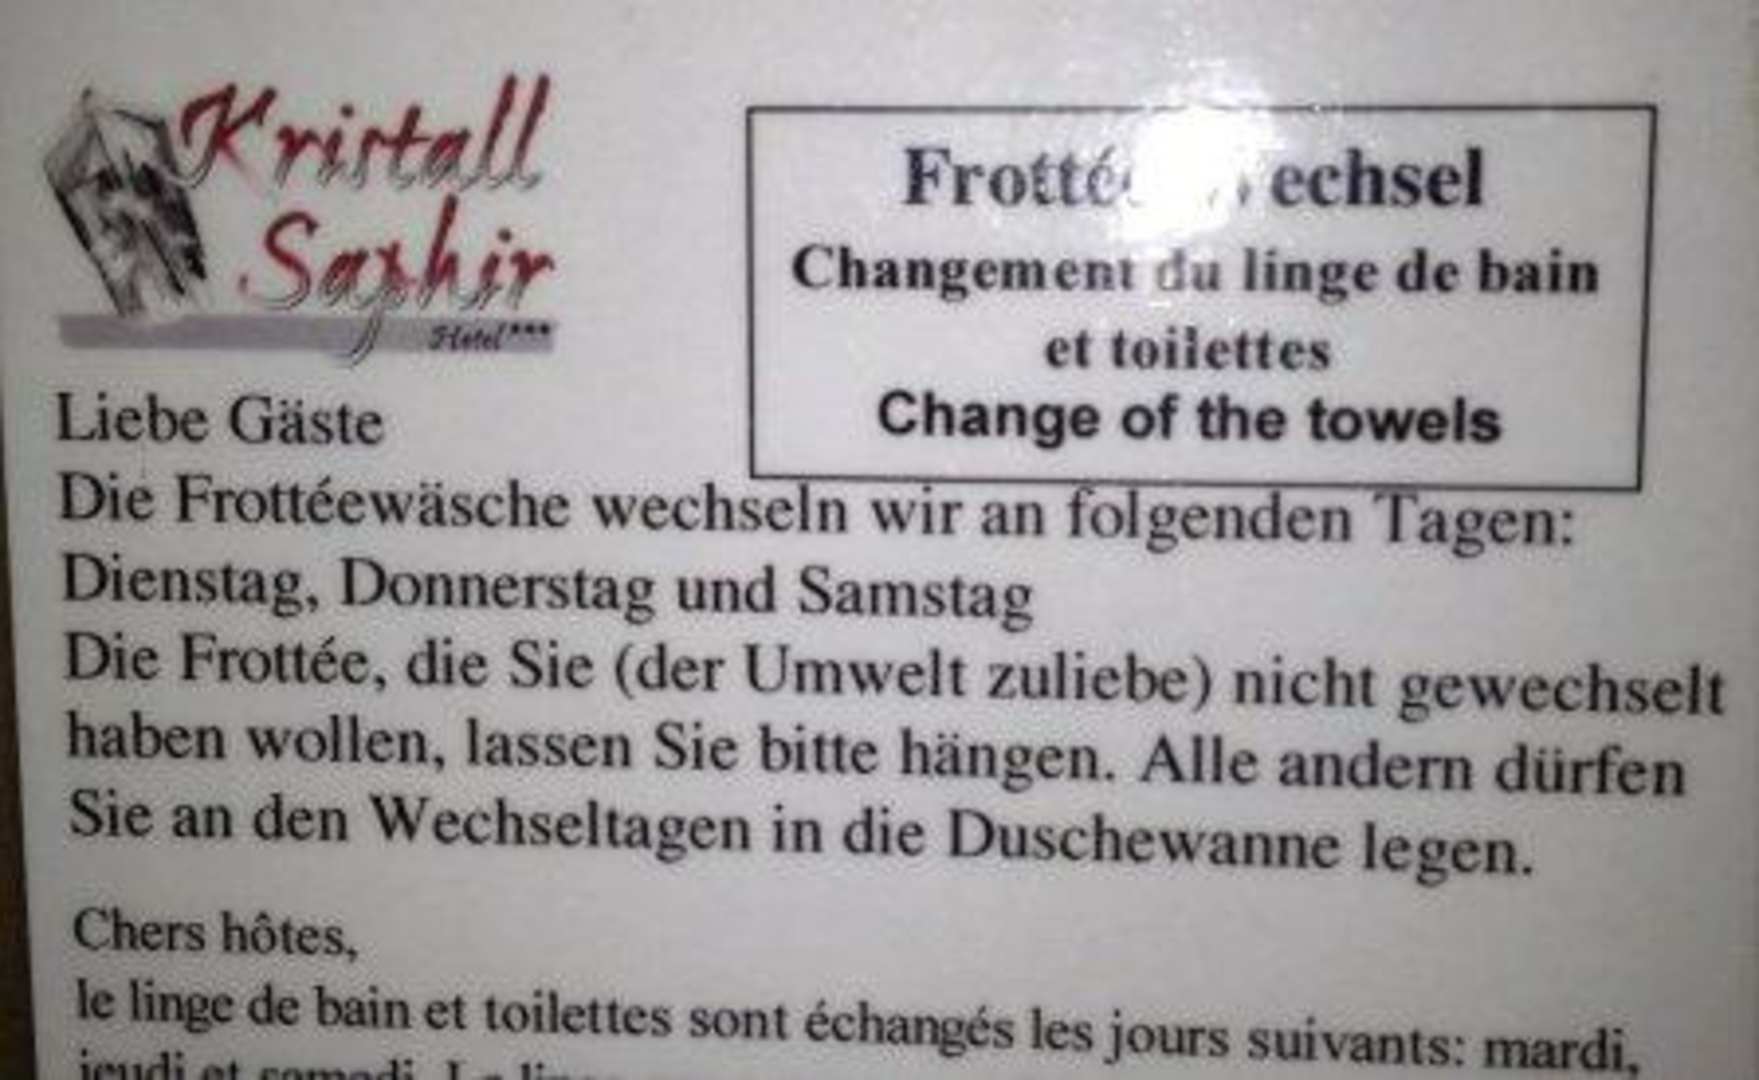 Kristall
Saphir
Hotel***
Changement du linge de bain
et toilettes
Change of the towels
Liebe Gäste
Die Frottéewäsche wechseln wir an folgenden Tagen:
Dienstag, Donnerstag und Samstag
Die Frottée, die Sie (der Umwelt zuliebe) nicht gewechselt
haben wollen, lassen Sie bitte hängen. Alle andern dürfen
Sie an den Wechseltagen in die Duschewanne legen.
Chers hôtes,
le linge de bain et toilettes sont échangés les jours suivants: mardi,
jeudi et samedi.